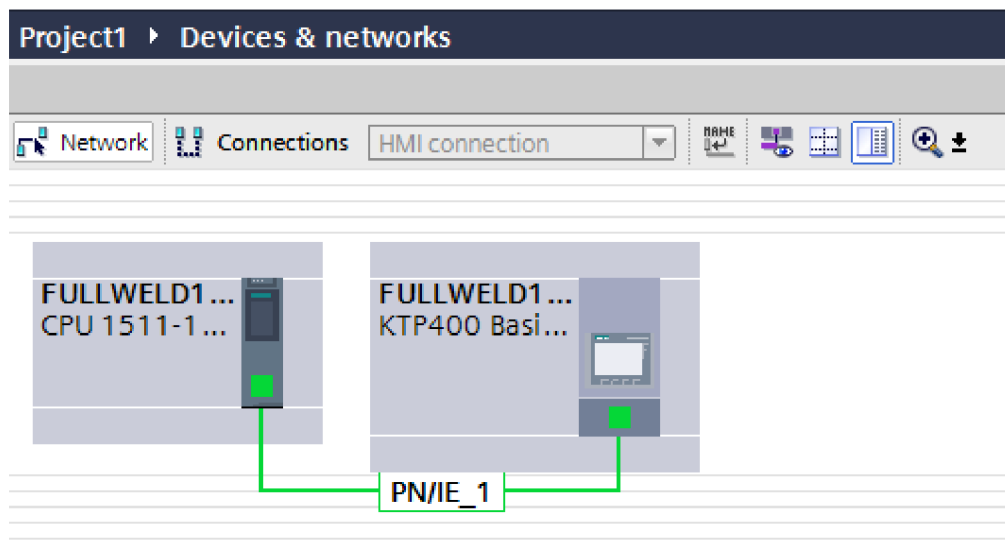 Project1 ▸ Devices & networks
Network Connections HMI connection NAME
FULLWELD1... FULLWELD1...
CPU 1511-1... KTP400 Basi...
PN/IE_1